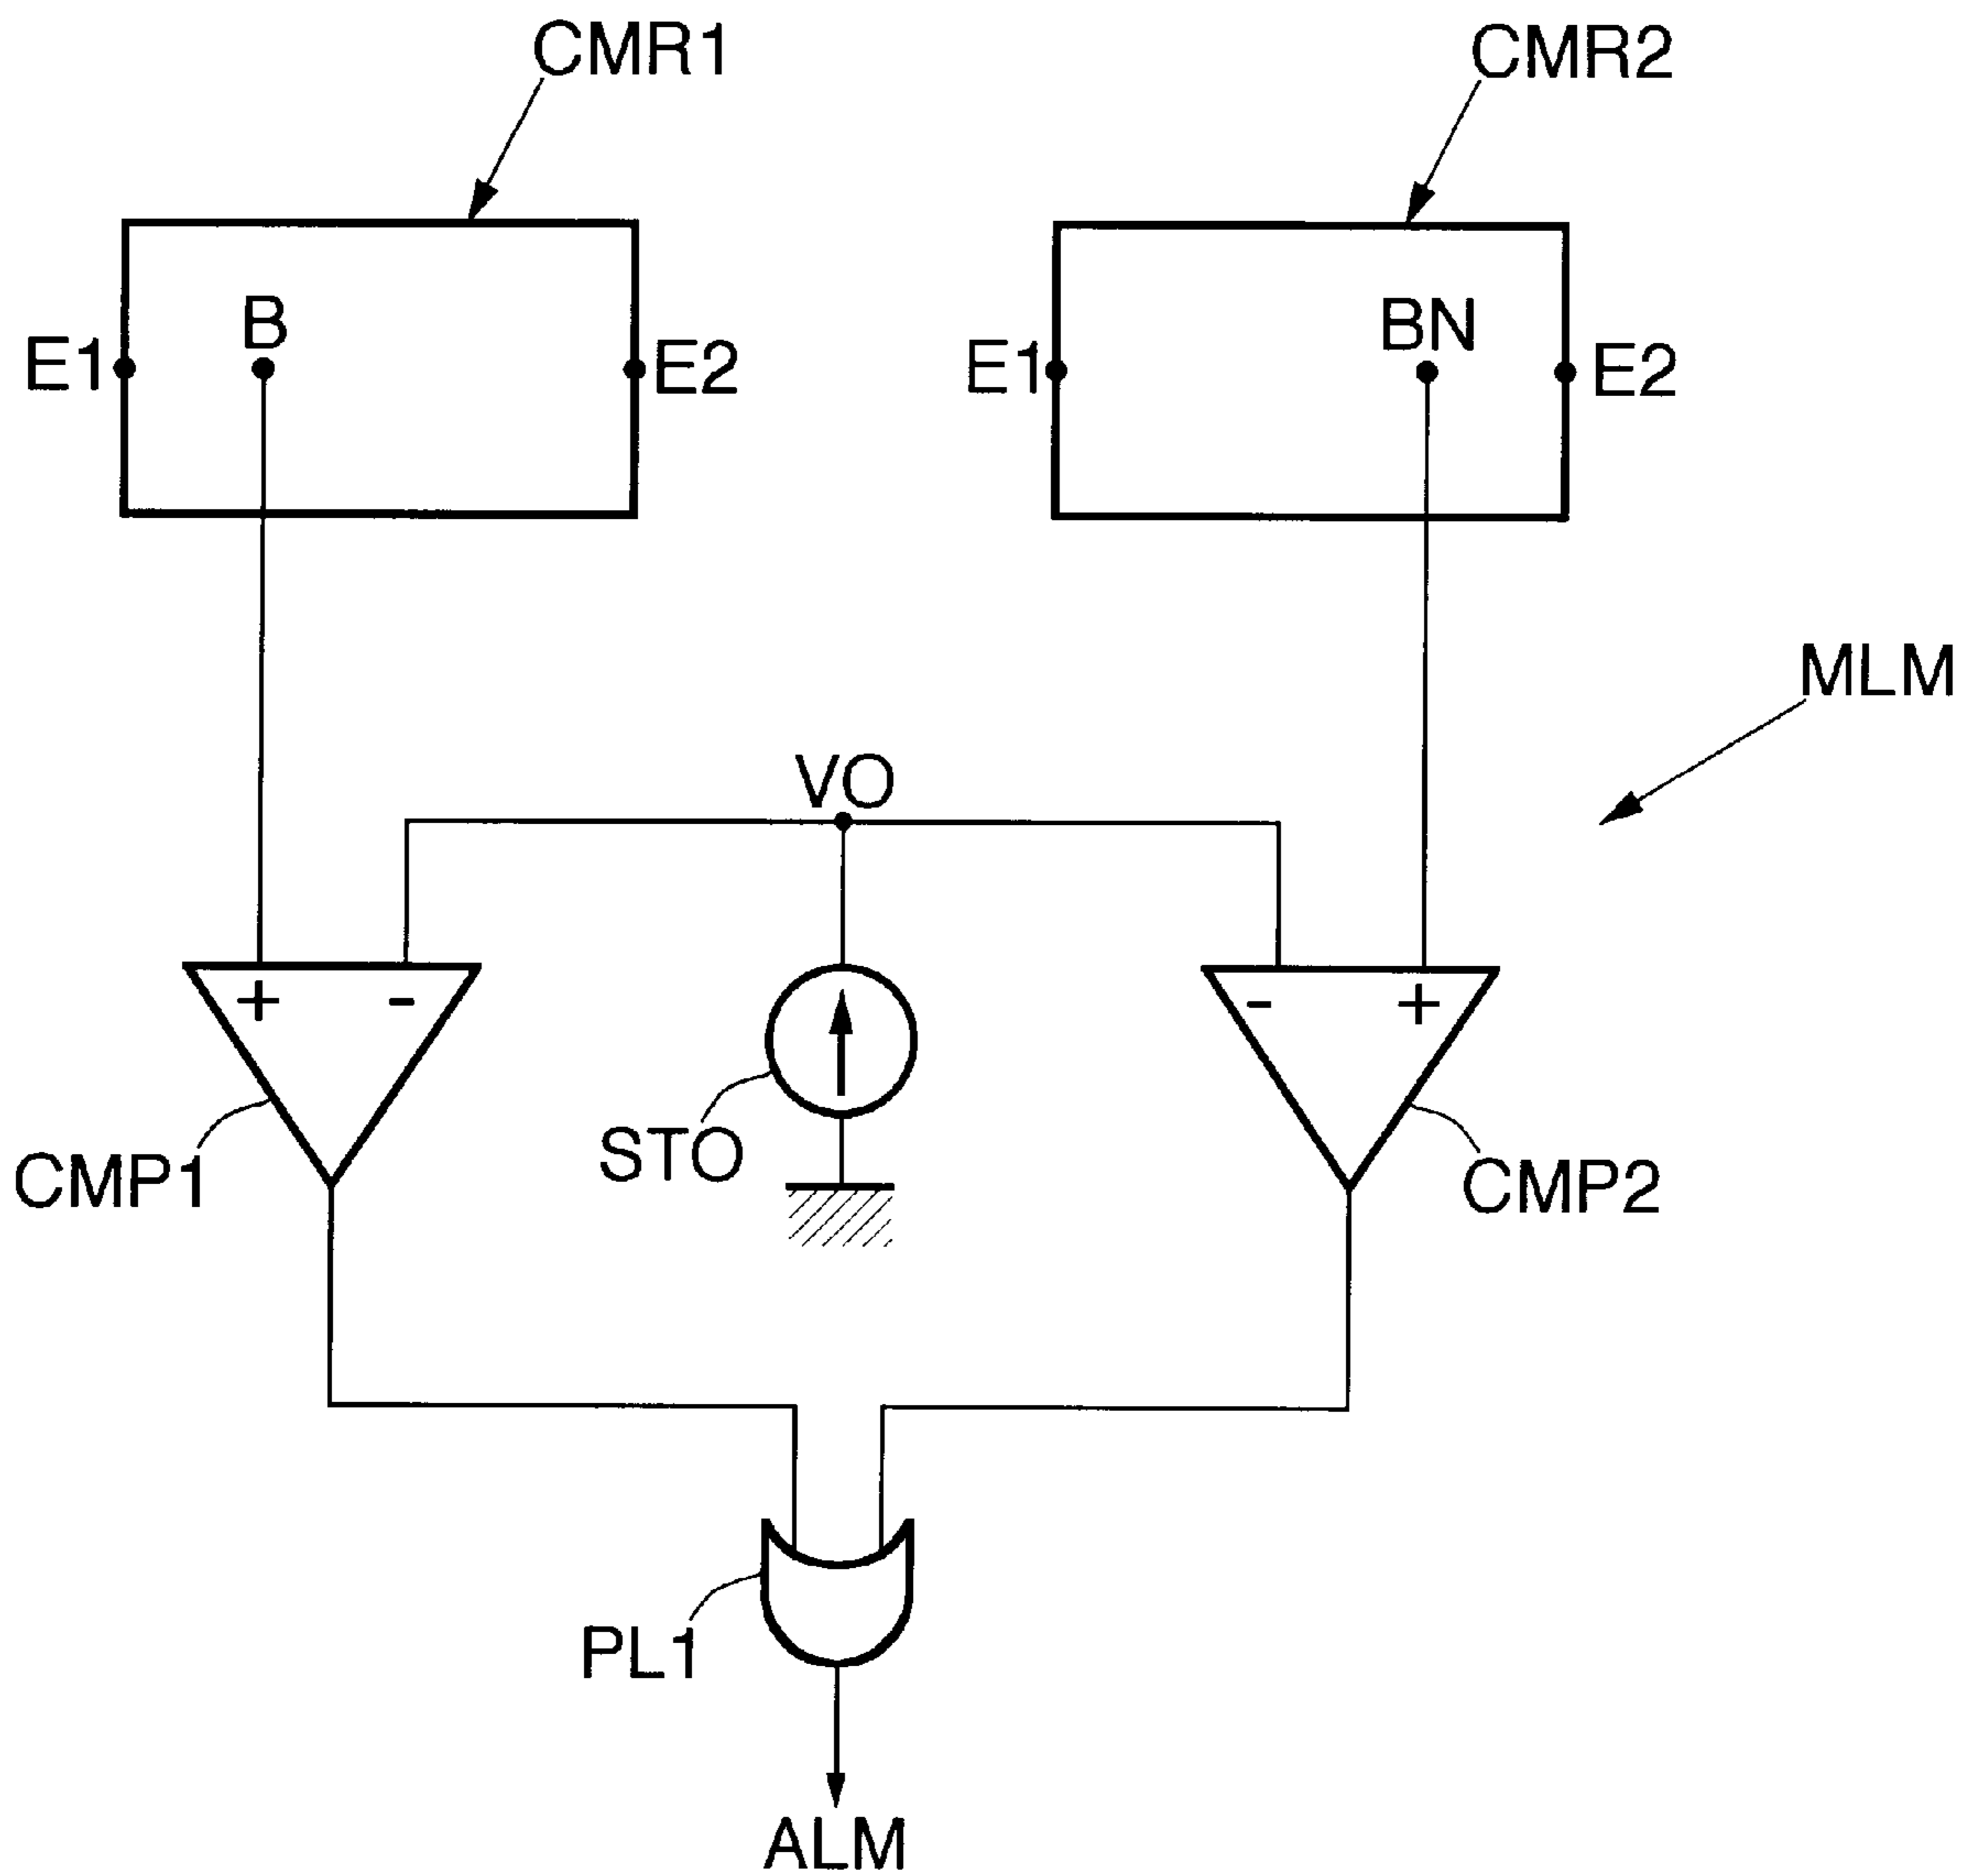 CMR1
CMR2
B
E1
E2
BN
E1
E2
MLM
VO
+
-
-
+
CMP1
STO
CMP2
PL1
ALM